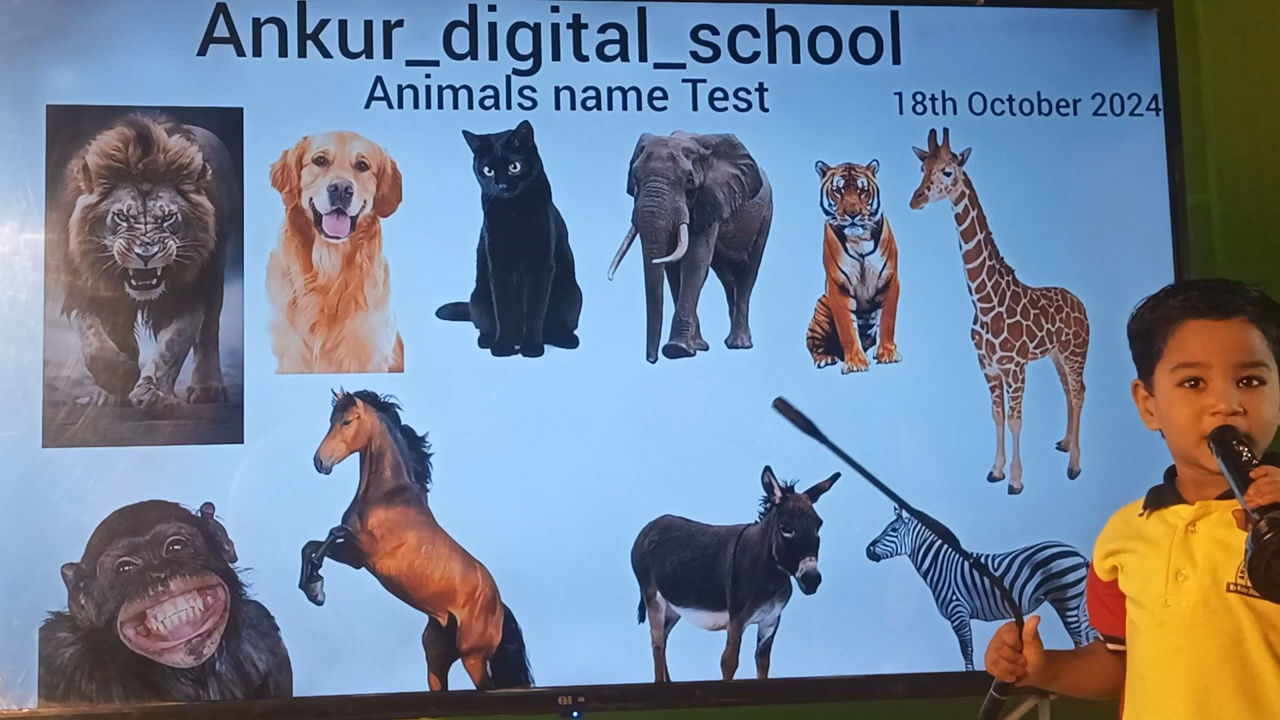 Ankur_digital_school
Animals name Test
18th October 2024